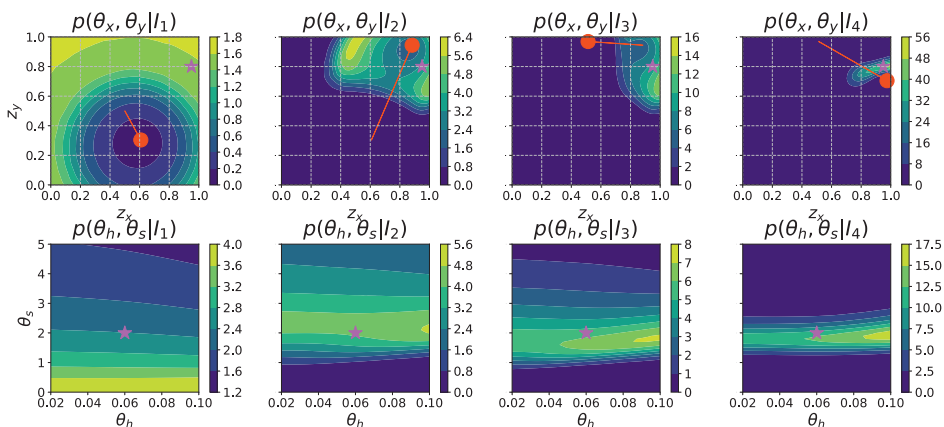 p(θx, θy|I1) p(θx, θy|I2) p(θx, θy|I3) p(θx, θy|I4)
1.0 1.8 6.4 16 56
1.6 5.6 14 48
0.8 1.4 4.8 12 40
0.6 1.2 4.0 10 32
zy 1.0 3.2 8
0.4 0.8 2.4 6 24
0.6 1.6 4 16
0.2 0.4 0.8 2 8
0.2
0.0 0.0 0.0 0 0
0.0 0.2 0.4 0.6 0.8 1.0 0.0 0.2 0.4 0.6 0.8 1.0 0.0 0.2 0.4 0.6 0.8 1.0 0.0 0.2 0.4 0.6 0.8 1.0
zx zx zx zx
p(θh, θs|I1) p(θh, θs|I2) p(θh, θs|I3) p(θh, θs|I4)
5 4.0 5.6 8 17.5
3.6 4.8 7 15.0
4 3.2 4.0 6 12.5
3 2.8 3.2 5 10.0
θs 4
2 2.4 2.4 3 7.5
2.0 1.6 2 5.0
1 1.6 0.8 1 2.5
0 1.2 0.0 0 0.0
0.02 0.04 0.06 0.08 0.10 0.02 0.04 0.06 0.08 0.10 0.02 0.04 0.06 0.08 0.10 0.02 0.04 0.06 0.08 0.10
θh θh θh θh